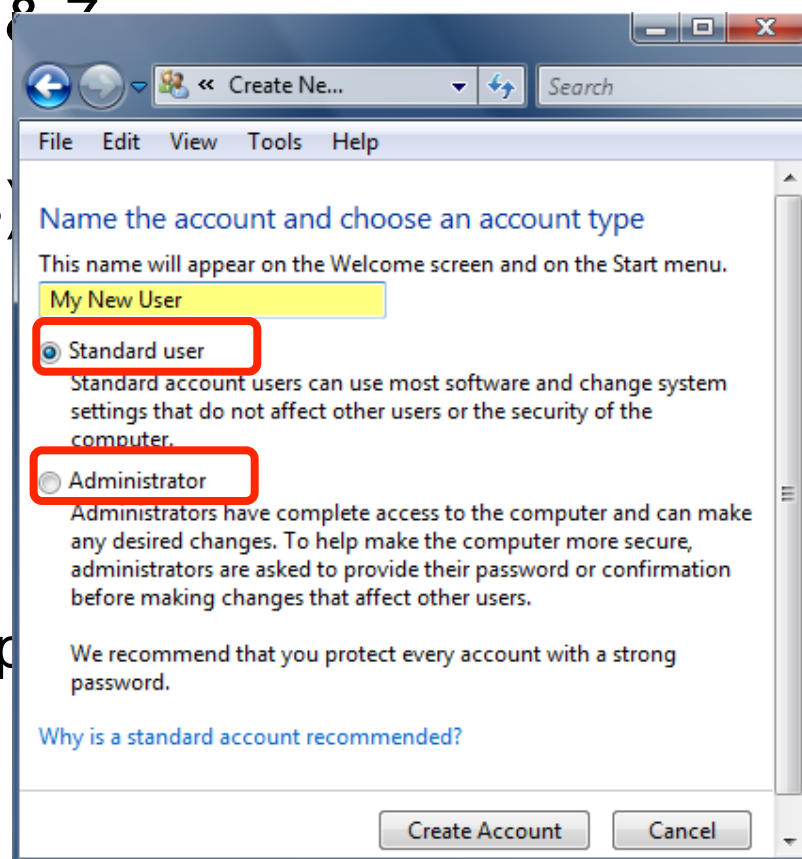 & 7
« Create Ne... Search
File Edit View Tools Help
)
Name the account and choose an account type
This name will appear on the Welcome screen and on the Start menu.
My New User
Standard user
Standard account users can use most software and change system
settings that do not affect other users or the security of the
computer.
Administrator
Administrators have complete access to the computer and can make
any desired changes. To help make the computer more secure,
administrators are asked to provide their password or confirmation
before making changes that affect other users.
p
We recommend that you protect every account with a strong
password.
Why is a standard account recommended?
Create Account Cancel